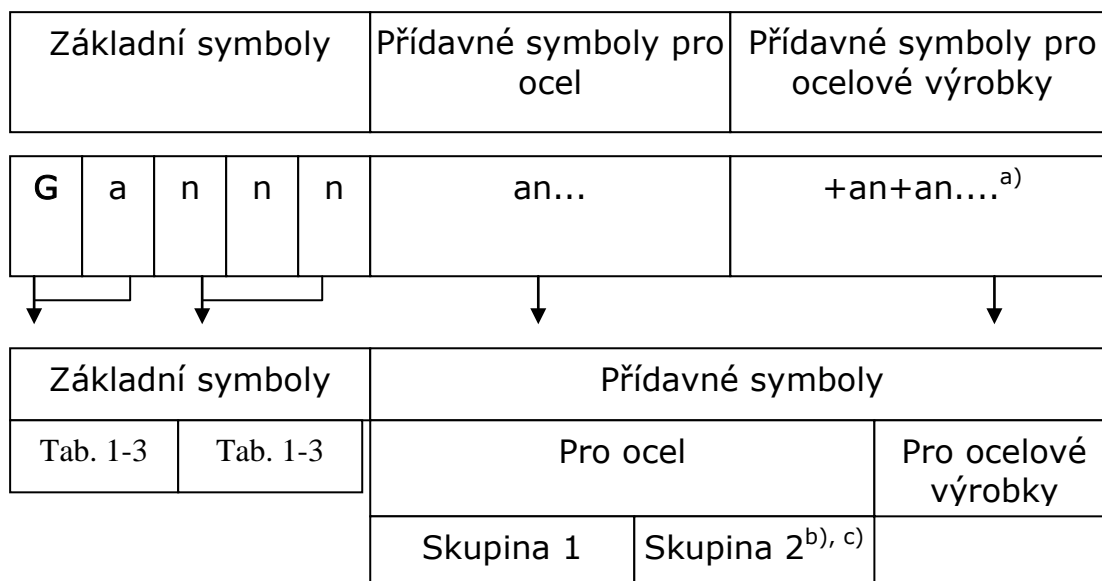 Základní symboly
Přídavné symboly pro
ocel
Přídavné symboly pro
ocelové výrobky
G a n n n an... +an+an....a)
Základní symboly
Přídavné symboly
Tab. 1-3 Tab. 1-3
Pro ocel
Pro ocelové
výrobky
Skupina 1 Skupina 2b), c)